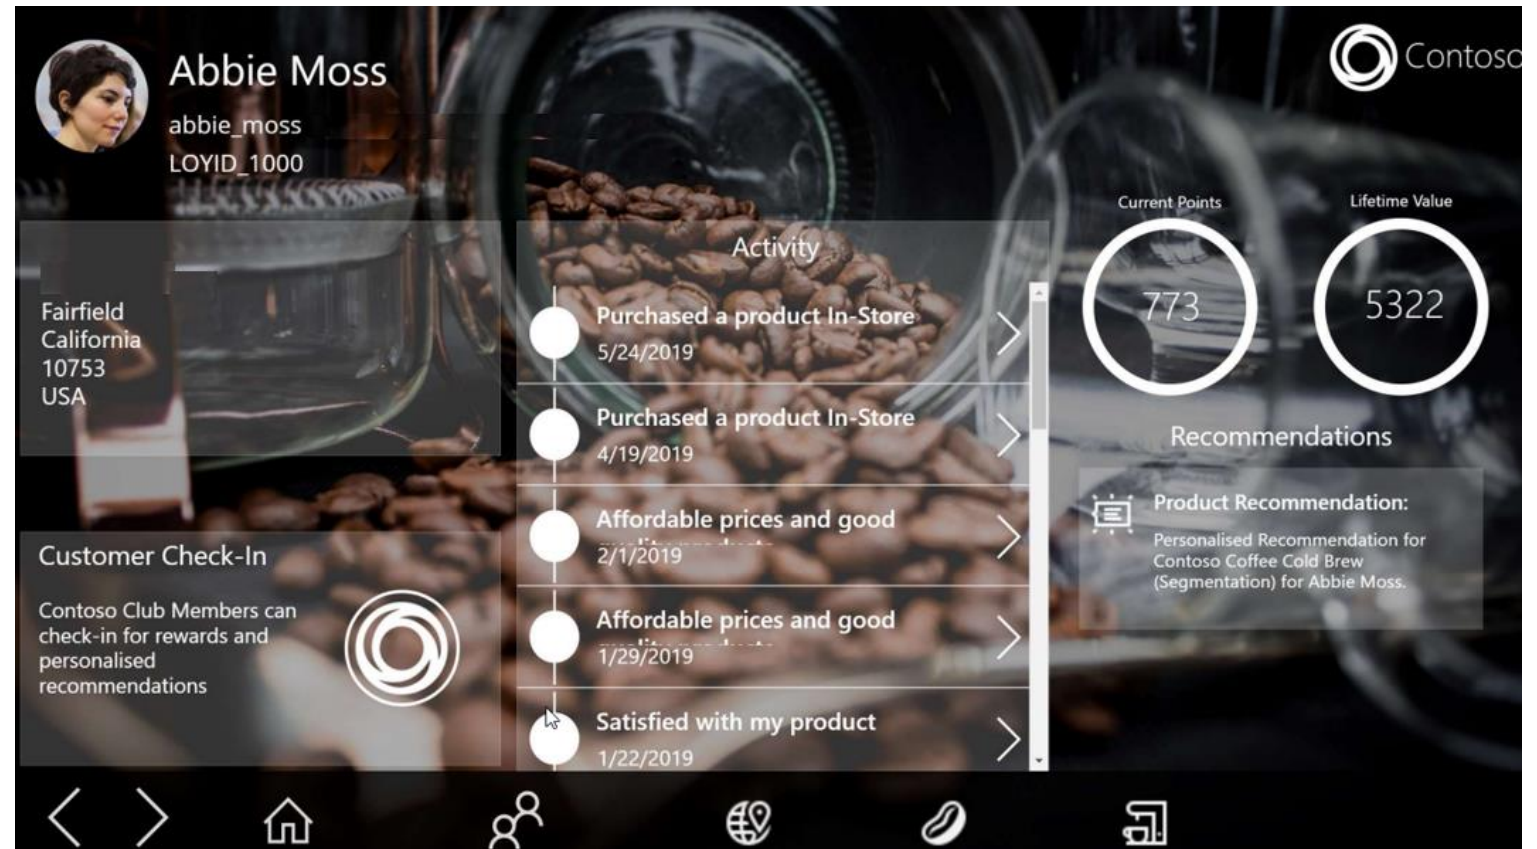 Abbie Moss
abbie_moss
LOYID_1000
Contoso
Fairfield
California
10753
USA
Customer Check-In
Contoso Club Members can
check-in for rewards and
personalised
recommendations
Activity
Purchased a product In-Store
5/24/2019
Purchased a product In-Store
4/19/2019
Affordable prices and good
2/1/2019
Affordable prices and good
1/29/2019
Satisfied with my product
1/22/2019
Current Points
773
Lifetime Value
5322
Recommendations
Product Recommendation:
Personalised Recommendation for
Contoso Coffee Cold Brew
(Segmentation) for Abbie Moss.